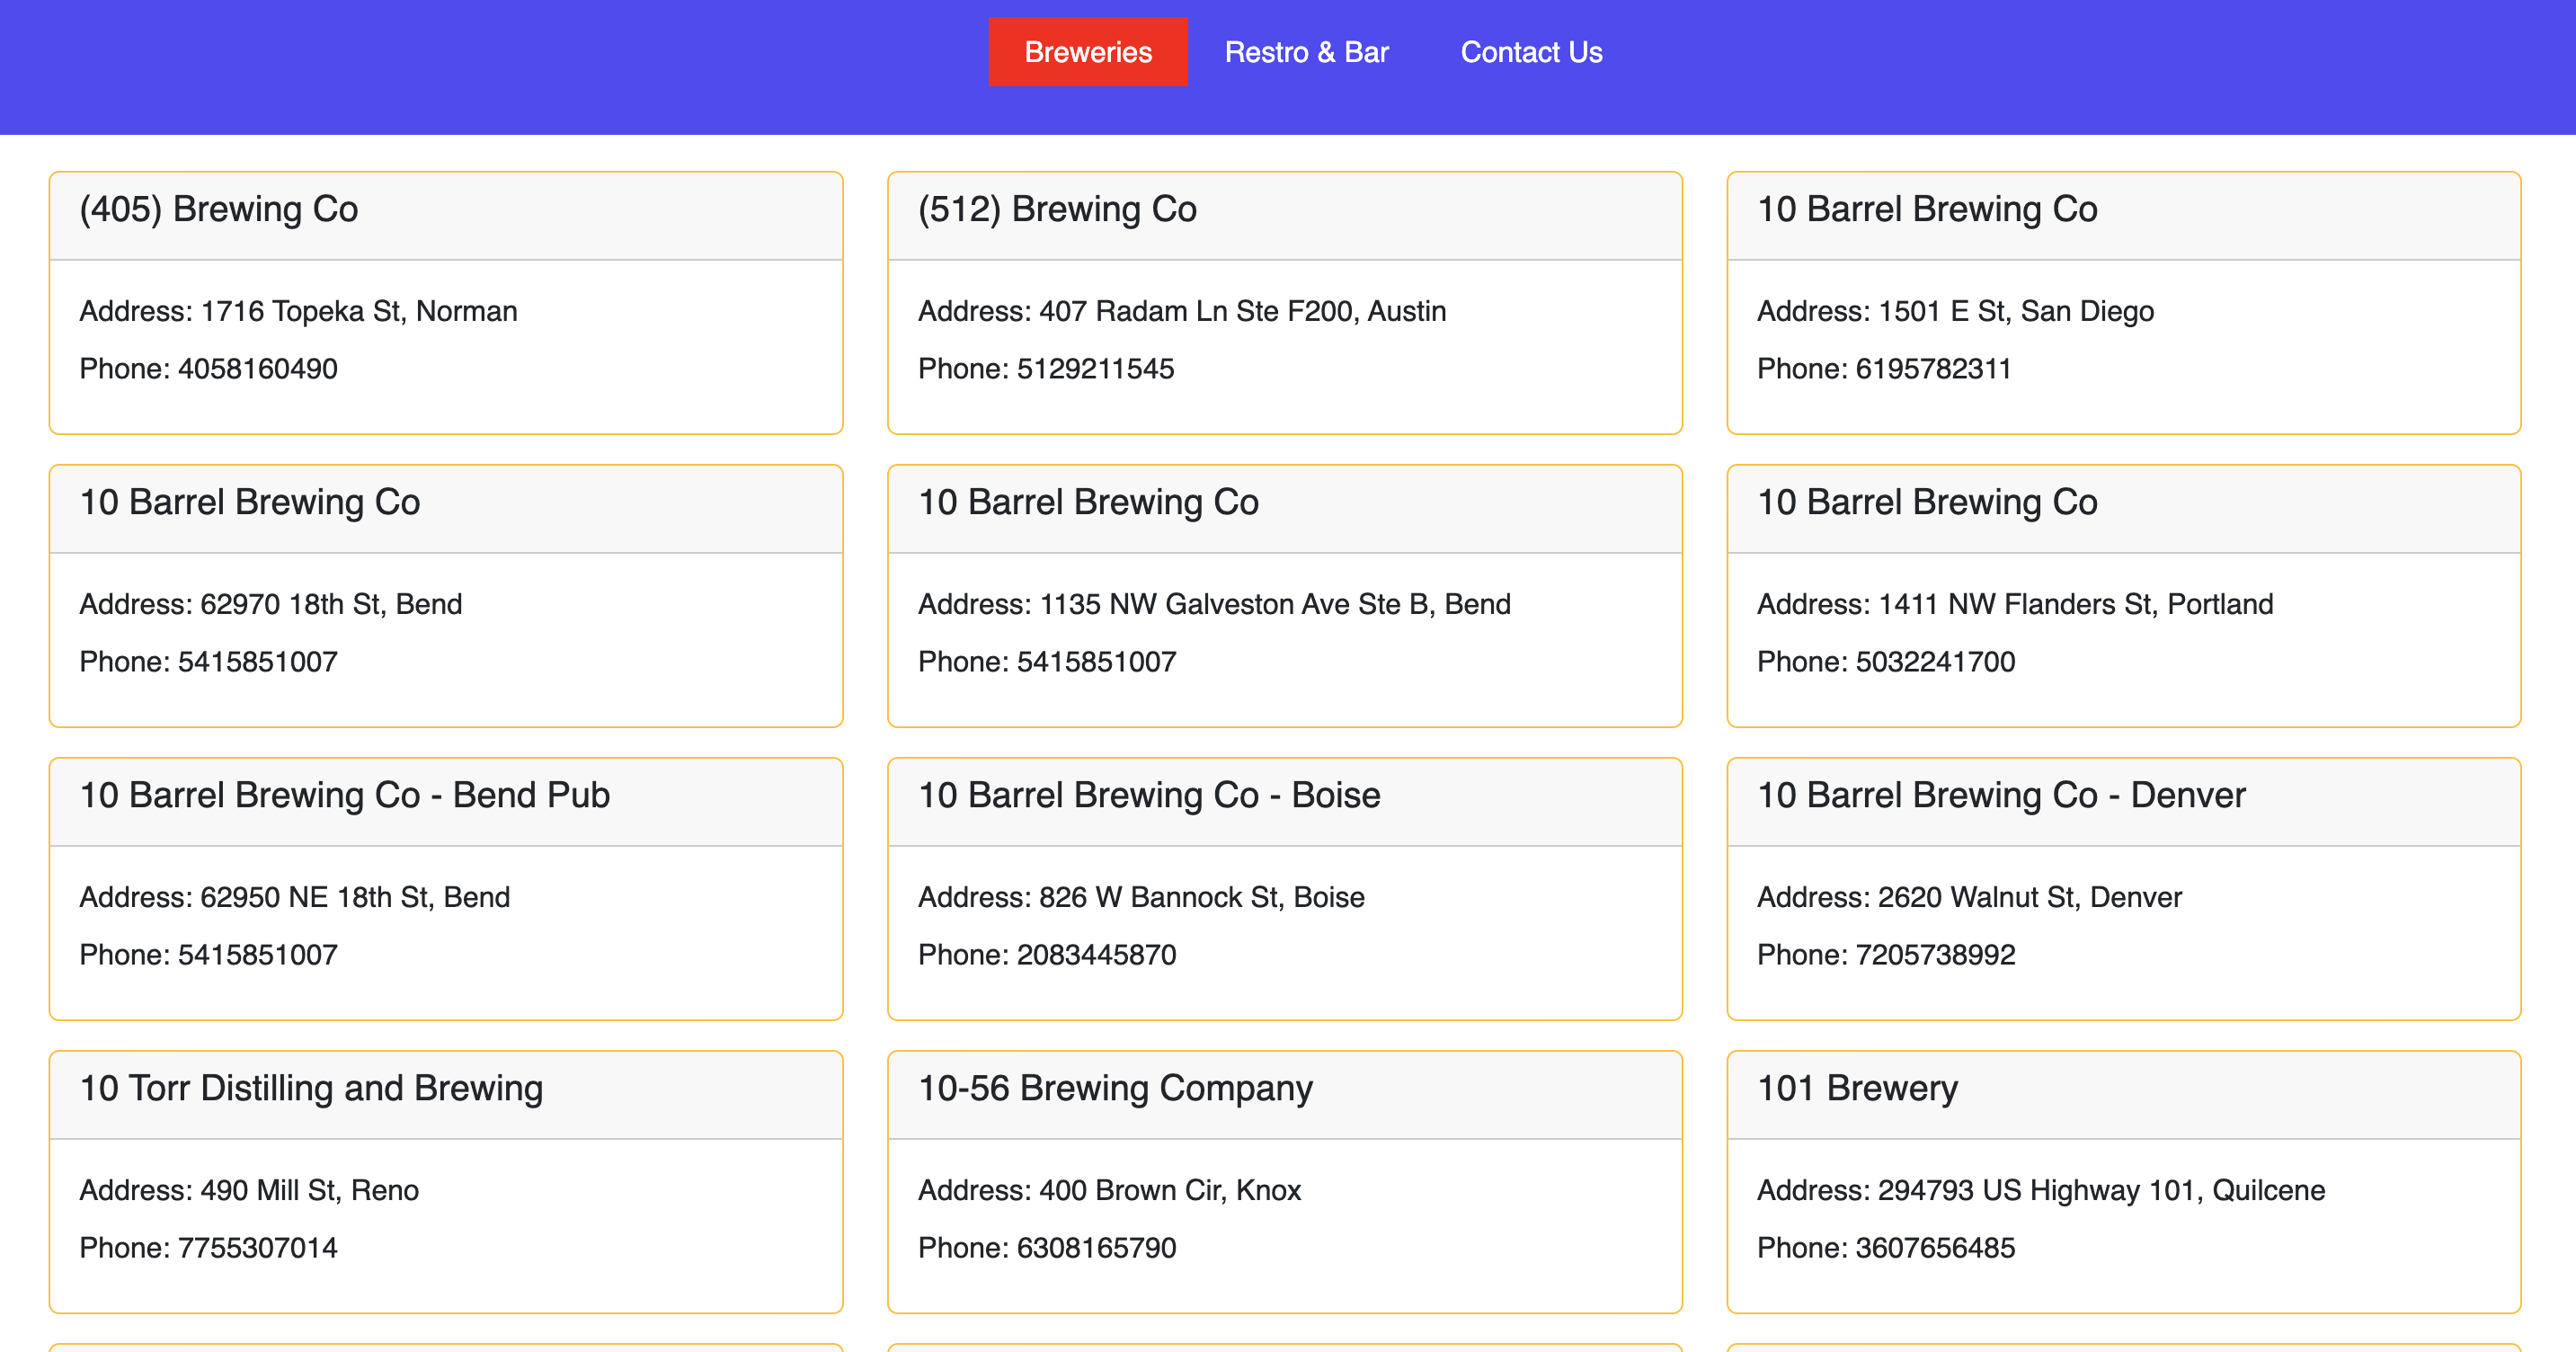 Breweries
Restro & Bar
Contact Us
(405) Brewing Co
Address: 1716 Topeka St, Norman
Phone: 4058160490
(512) Brewing Co
Address: 407 Radam Ln Ste F200, Austin
Phone: 5129211545
10 Barrel Brewing Co
Address: 1501 E St, San Diego
Phone: 6195782311
10 Barrel Brewing Co
Address: 62970 18th St, Bend
Phone: 5415851007
10 Barrel Brewing Co
Address: 1135 NW Galveston Ave Ste B, Bend
Phone: 5415851007
10 Barrel Brewing Co
Address: 1411 NW Flanders St, Portland
Phone: 5032241700
10 Barrel Brewing Co - Bend Pub
Address: 62950 NE 18th St, Bend
Phone: 5415851007
10 Barrel Brewing Co - Boise
Address: 826 W Bannock St, Boise
Phone: 2083445870
10 Barrel Brewing Co - Denver
Address: 2620 Walnut St, Denver
Phone: 7205738992
10 Torr Distilling and Brewing
Address: 490 Mill St, Reno
Phone: 7755307014
10-56 Brewing Company
Address: 400 Brown Cir, Knox
Phone: 6308165790
101 Brewery
Address: 294793 US Highway 101, Quilcene
Phone: 3607656485